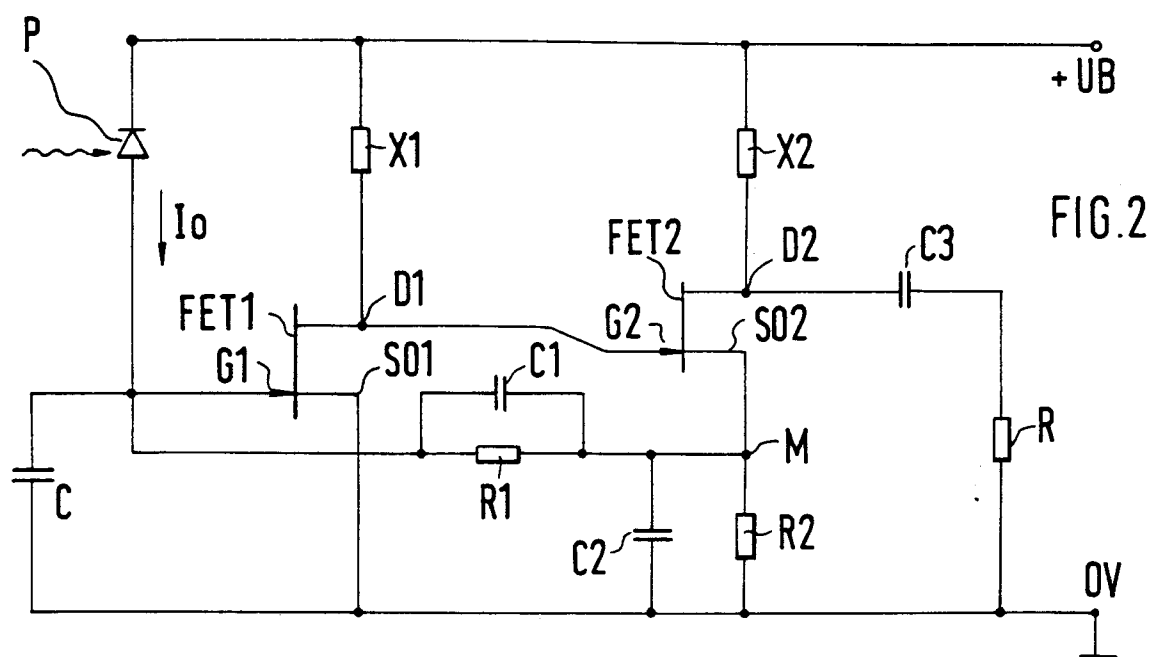 P
+ UB
X1
X2
FIG.2
Io
FET2
D2
C3
D1
FET1
G2
SO2
G1
SO1
C1
R
M
C
R1
C2
R2
0V